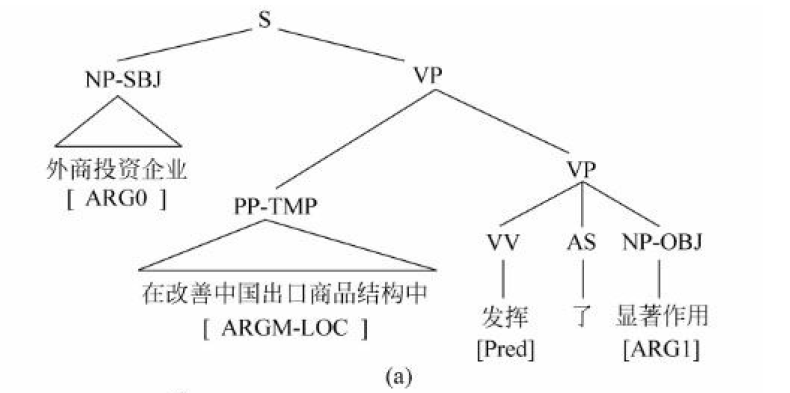 S
NP-SBJ
VP
外商投资企业
[ ARG0 ]
VP
PP-TMP
VV AS NP-OBJ
在改善中国出口商品结构中
[ ARGM-LOC ]
发挥 了 显著作用
[Pred] [ARG1]
(a)